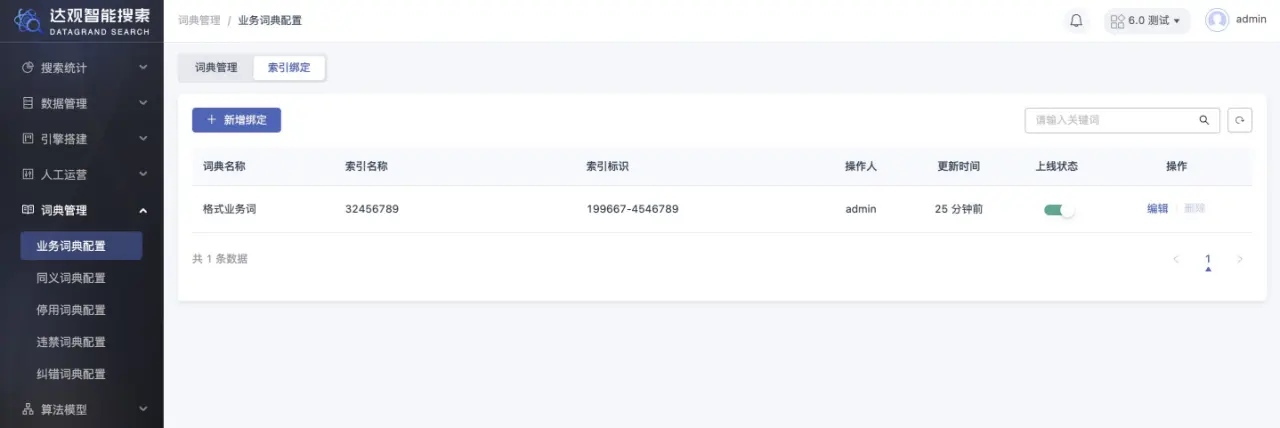 达观智能搜索
DATAGRAND SEARCH
词典管理 / 业务词典配置
6.0 测试
admin
搜索统计
数据管理
引擎搭建
人工运营
词典管理
业务词典配置
同义词典配置
停用词典配置
违禁词典配置
纠错词典配置
算法模型
词典管理 索引绑定
+ 新增绑定
请输入关键词
词典名称 索引名称 索引标识 操作人 更新时间 上线状态 操作
格式业务词 32456789 199667-4546789 admin 25 分钟前 编辑 删除
共 1 条数据
1